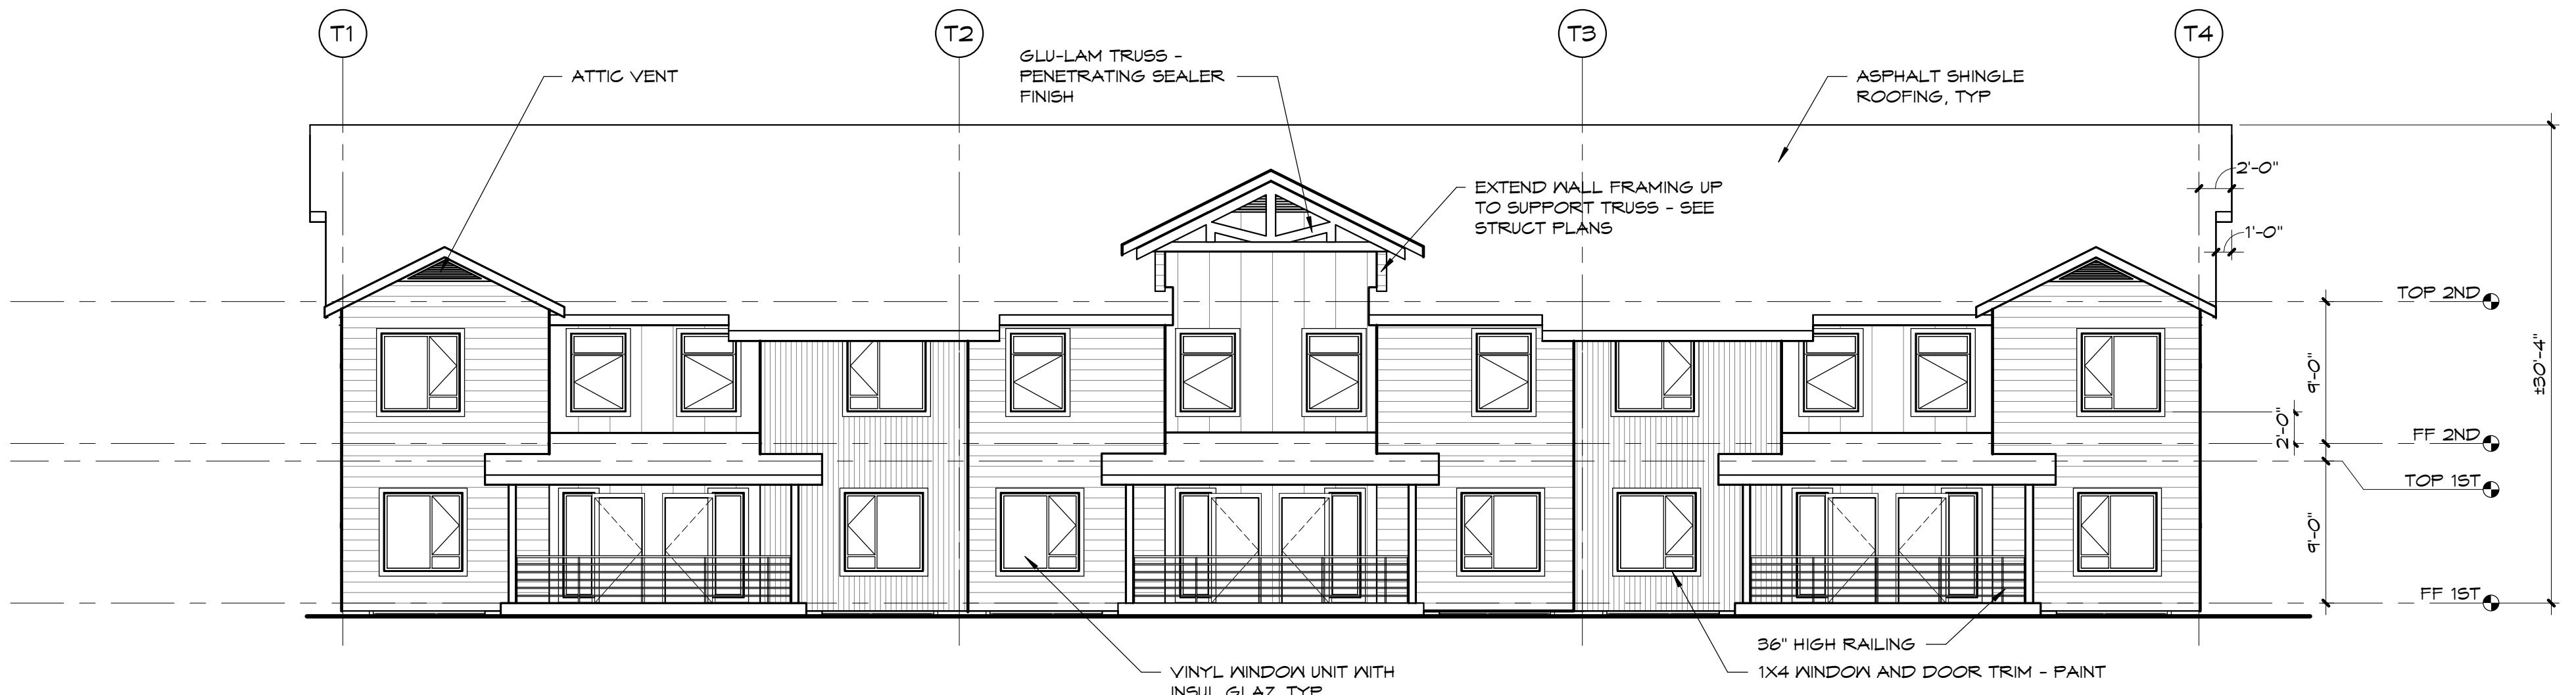 T1
T2
T3
T4
ATTIC VENT
GLU-LAM TRUSS -
PENETRATING SEALER
FINISH
ASPHALT SHINGLE
ROOFING, TYP
EXTEND WALL FRAMING UP
TO SUPPORT TRUSS - SEE
STRUCT PLANS
2'-0"
1'-0"
TOP 2ND
9'-0"
±30'-4"
2'-0"
FF 2ND
TOP 1ST
9'-0"
FF 1ST
36" HIGH RAILING
1X4 WINDOW AND DOOR TRIM - PAINT
VINYL WINDOW UNIT WITH
INSUL GLAZ, TYP